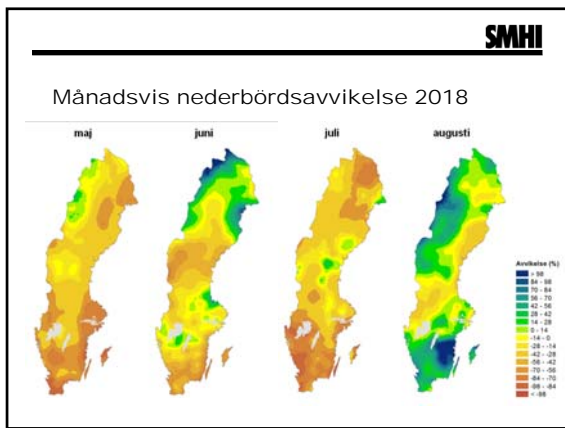 SMHI
Månadsvis nederbördsavvikelse 2018
maj
juni
juli
augusti
Avvikelse (%)
> 98
84 - 98
70 - 84
56 - 70
42 - 56
28 - 42
14 - 28
0 - 14
-14 - 0
-28 - -14
-42 - -28
-56 - -42
-70 - -56
-84 - -70
-98 - -84
< -98